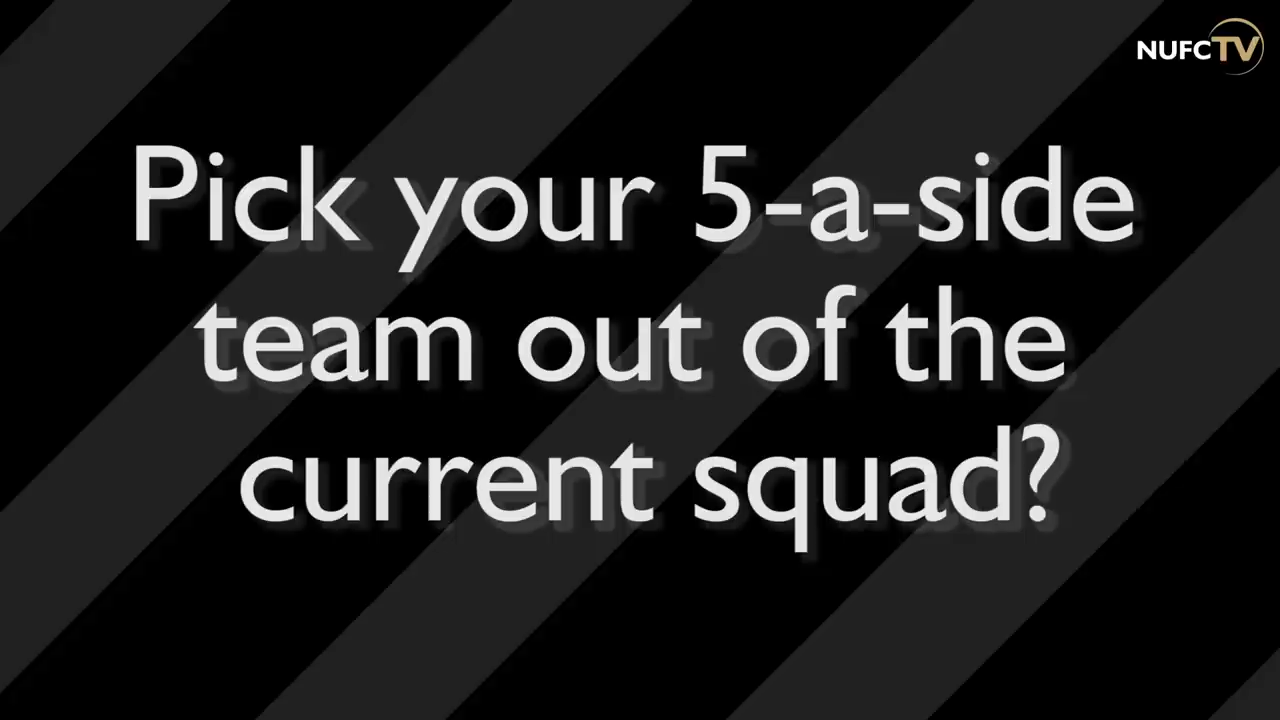 NUFCTV
Pick your 5-a-side
team out of the
current squad?